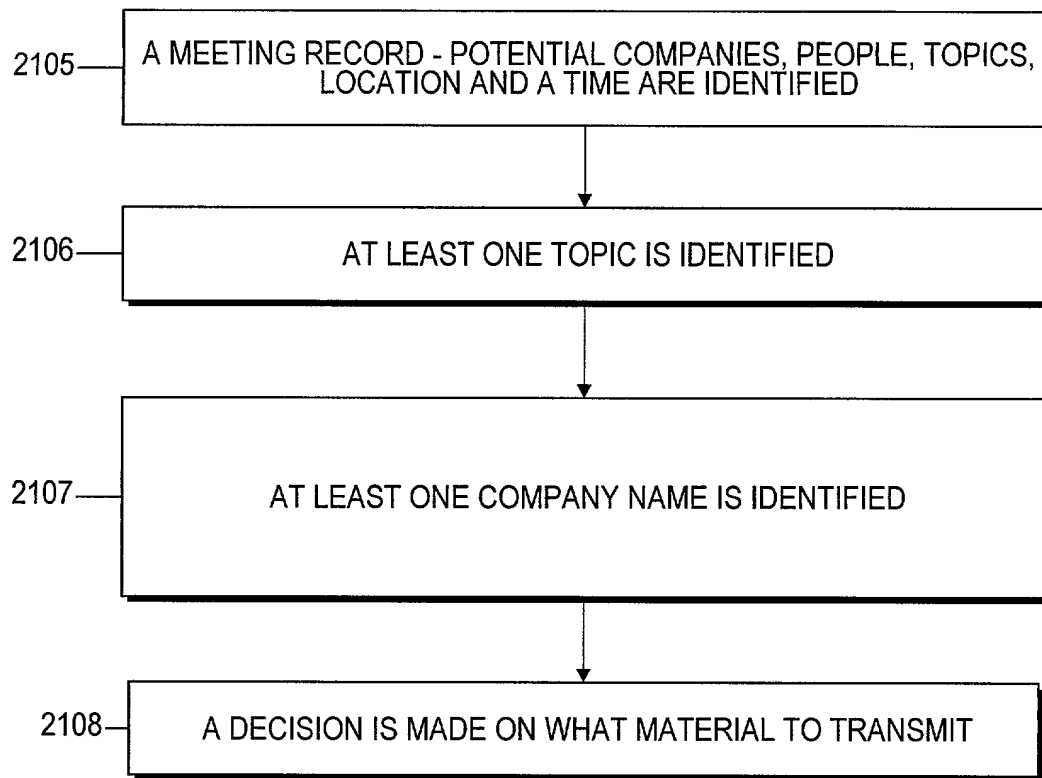 2105
A MEETING RECORD - POTENTIAL COMPANIES, PEOPLE, TOPICS,
LOCATION AND A TIME ARE IDENTIFIED
2106
AT LEAST ONE TOPIC IS IDENTIFIED
2107
AT LEAST ONE COMPANY NAME IS IDENTIFIED
2108
A DECISION IS MADE ON WHAT MATERIAL TO TRANSMIT